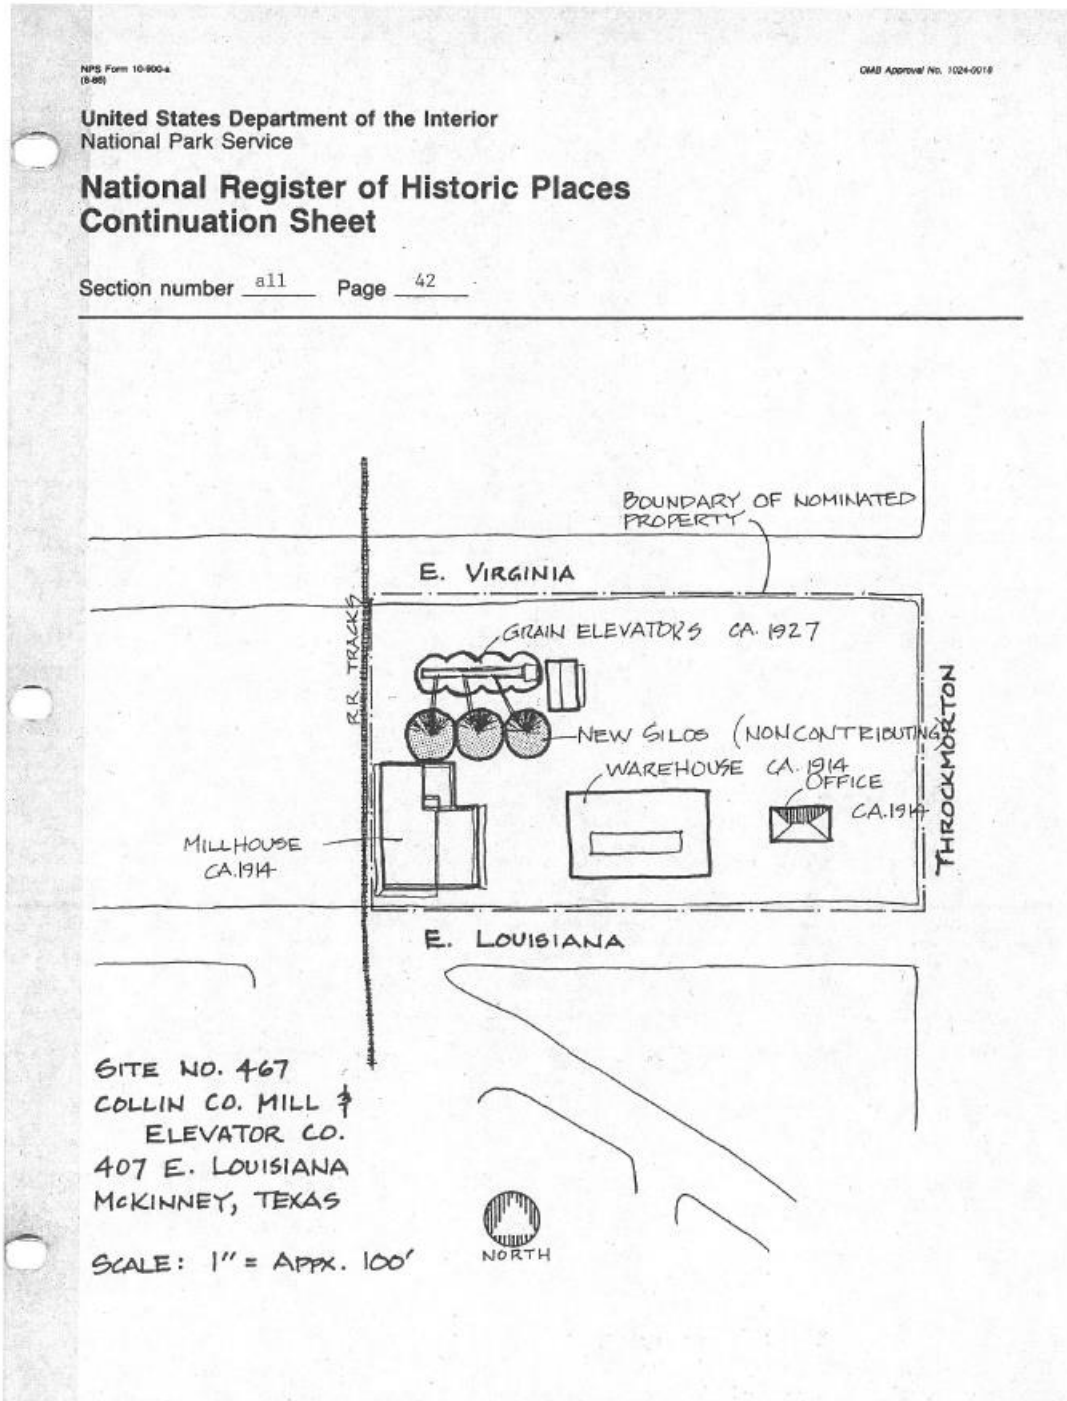 NPS Form 10-900-a
(8-86)
OMB Approval No. 1024-0018
United States Department of the Interior
National Park Service
National Register of Historic Places
Continuation Sheet
Section number all Page 42
BOUNDARY OF NOMINATED
PROPERTY
E. VIRGINIA
RR TRACKS
GRAIN ELEVATORS CA. 1927
NEW SILOS (NONCONTRIBUTING)
WAREHOUSE CA. 1914
OFFICE
CA. 1914
THROCKMORTON
MILLHOUSE
CA. 1914
E. LOUISIANA
SITE NO. 467
COLLIN CO. MILL &
ELEVATOR CO.
407 E. LOUISIANA
McKINNEY, TEXAS
SCALE: 1" = APPX. 100'
NORTH